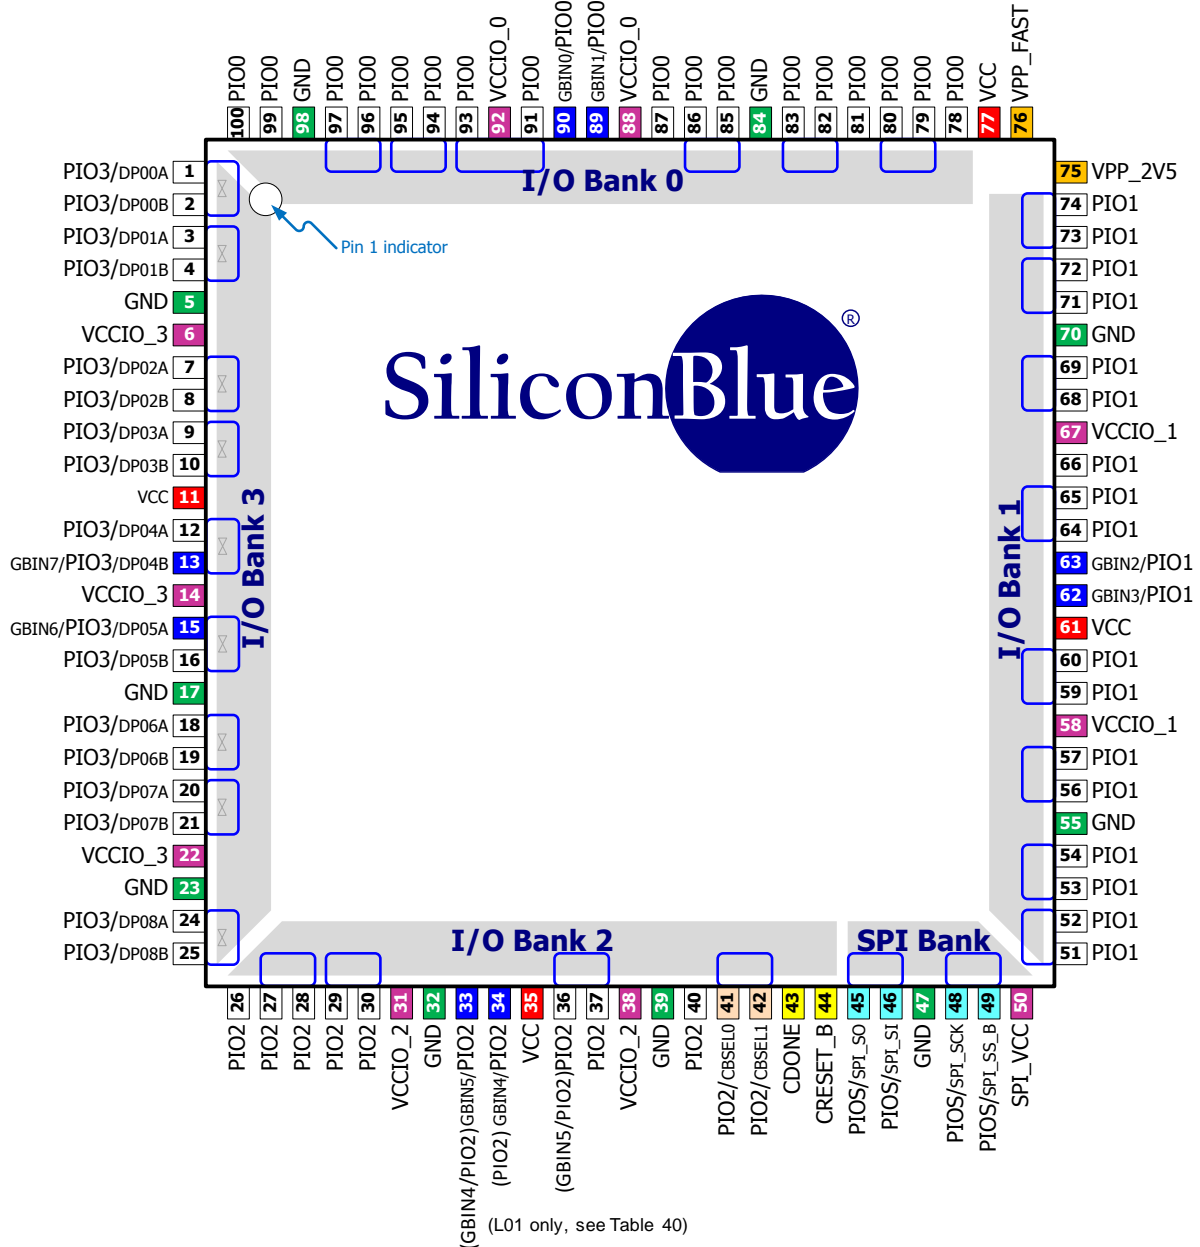 PIO0
PIO0
GND
PIO0
PIO0
PIO0
PIO0
PIO0
VCCIO_0
PIO0
GBIN0/PIO0
GBIN1/PIO0
VCCIO_0
PIO0
PIO0
PIO0
GND
PIO0
PIO0
PIO0
PIO0
PIO0
PIO0
VCC
VPP_FAST
100
99
98
97
96
95
94
93
92
91
90
89
88
87
86
85
84
83
82
81
80
79
78
77
76
PIO3/DP00A 1
PIO3/DP00B 2
PIO3/DP01A 3
PIO3/DP01B 4
GND 5
VCCIO_3 6
PIO3/DP02A 7
PIO3/DP02B 8
PIO3/DP03A 9
PIO3/DP03B 10
VCC 11
PIO3/DP04A 12
GBIN7/PIO3/DP04B 13
VCCIO_3 14
GBIN6/PIO3/DP05A 15
PIO3/DP05B 16
GND 17
PIO3/DP06A 18
PIO3/DP06B 19
PIO3/DP07A 20
PIO3/DP07B 21
VCCIO_3 22
GND 23
PIO3/DP08A 24
PIO3/DP08B 25
I/O Bank 0
Pin 1 indicator
SiliconBlue®
I/O Bank 3
I/O Bank 1
I/O Bank 2
SPI Bank
75 VPP_2V5
74 PIO1
73 PIO1
72 PIO1
71 PIO1
70 GND
69 PIO1
68 PIO1
67 VCCIO_1
66 PIO1
65 PIO1
64 PIO1
63 GBIN2/PIO1
62 GBIN3/PIO1
61 VCC
60 PIO1
59 PIO1
58 VCCIO_1
57 PIO1
56 PIO1
55 GND
54 PIO1
53 PIO1
52 PIO1
51 PIO1
26
27
28
29
30
31
32
33
34
35
36
37
38
39
40
41
42
43
44
45
46
47
48
49
50
PIO2
PIO2
PIO2
PIO2
PIO2
VCCIO_2
GND
(GBIN4/PIO2)GBIN5/PIO2
(PIO2) GBIN4/PIO2
VCC
(GBIN5/PIO2)PIO2
PIO2
VCCIO_2
GND
PIO2
PIO2/CBSEL0
PIO2/CBSEL1
CDONE
CRESET_B
PIOS/SPI_SO
PIOS/SPI_SI
GND
PIOS/SPI_SCK
PIOS/SPI_SS_B
SPI_VCC
(L01 only, see Table 40)